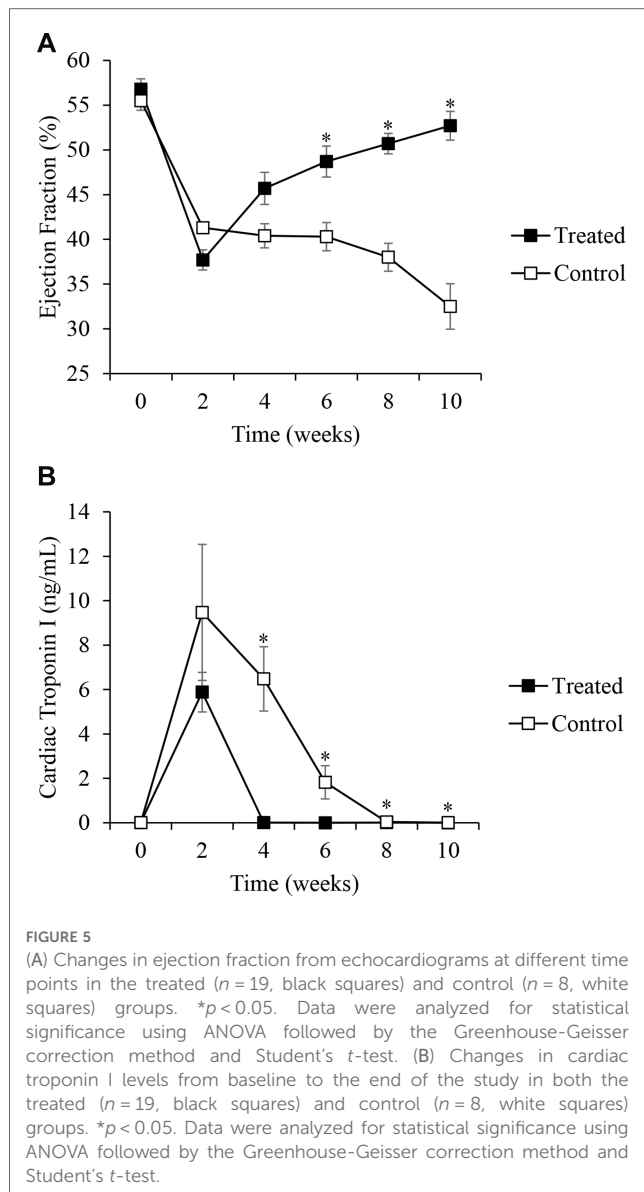 A
60
55
50
45
40
35
30
25
Ejection Fraction (%)
* * *
0 2 4 6 8 10
Time (weeks)
Treated
Control
B
14
12
10
8
6
4
2
0
Cardiac Troponin I (ng/mL)
* * * *
0 2 4 6 8 10
Time (weeks)
Treated
Control
FIGURE 5
(A) Changes in ejection fraction from echocardiograms at different time
points in the treated (n = 19, black squares) and control (n = 8, white
squares) groups. *p < 0.05. Data were analyzed for statistical
significance using ANOVA followed by the Greenhouse-Geisser
correction method and Student's t-test. (B) Changes in cardiac
troponin I levels from baseline to the end of the study in both the
treated (n = 19, black squares) and control (n = 8, white squares)
groups. *p < 0.05. Data were analyzed for statistical significance using
ANOVA followed by the Greenhouse-Geisser correction method and
Student's t-test.